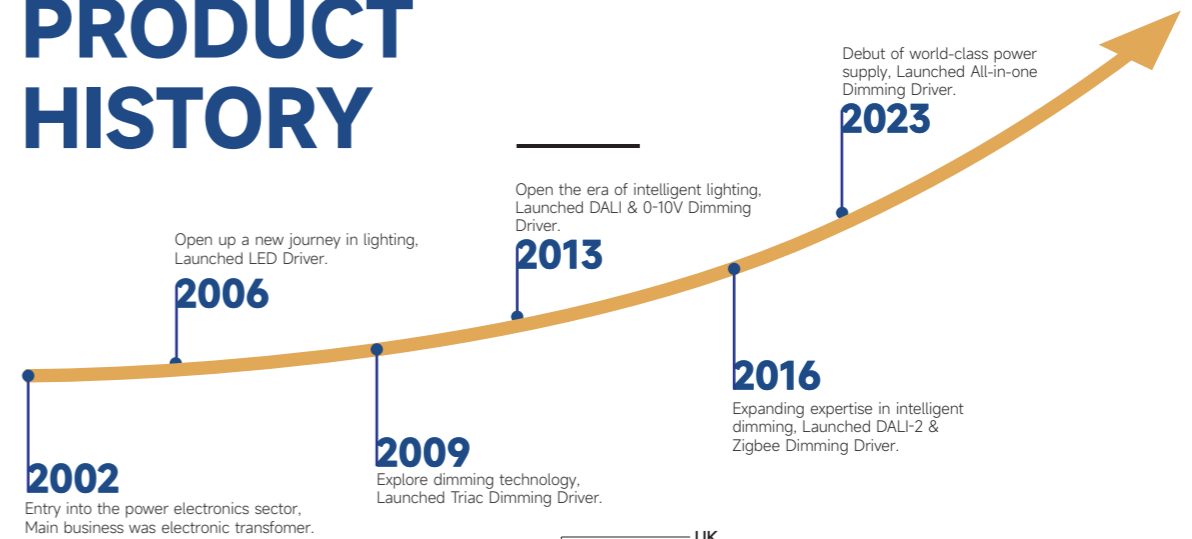 PRODUCT
HISTORY
Debut of world-class power
supply, Launched All-in-one
Dimming Driver.
2023
Open the era of intelligent lighting,
Launched DALI & 0-10V Dimming
Driver.
2013
Open up a new journey in lighting,
Launched LED Driver.
2006
2016
Expanding expertise in intelligent
dimming, Launched DALI-2 &
Zigbee Dimming Driver.
2009
Explore dimming technology,
Launched Triac Dimming Driver.
2002
Entry into the power electronics sector,
Main business was electronic transfomer.
UK